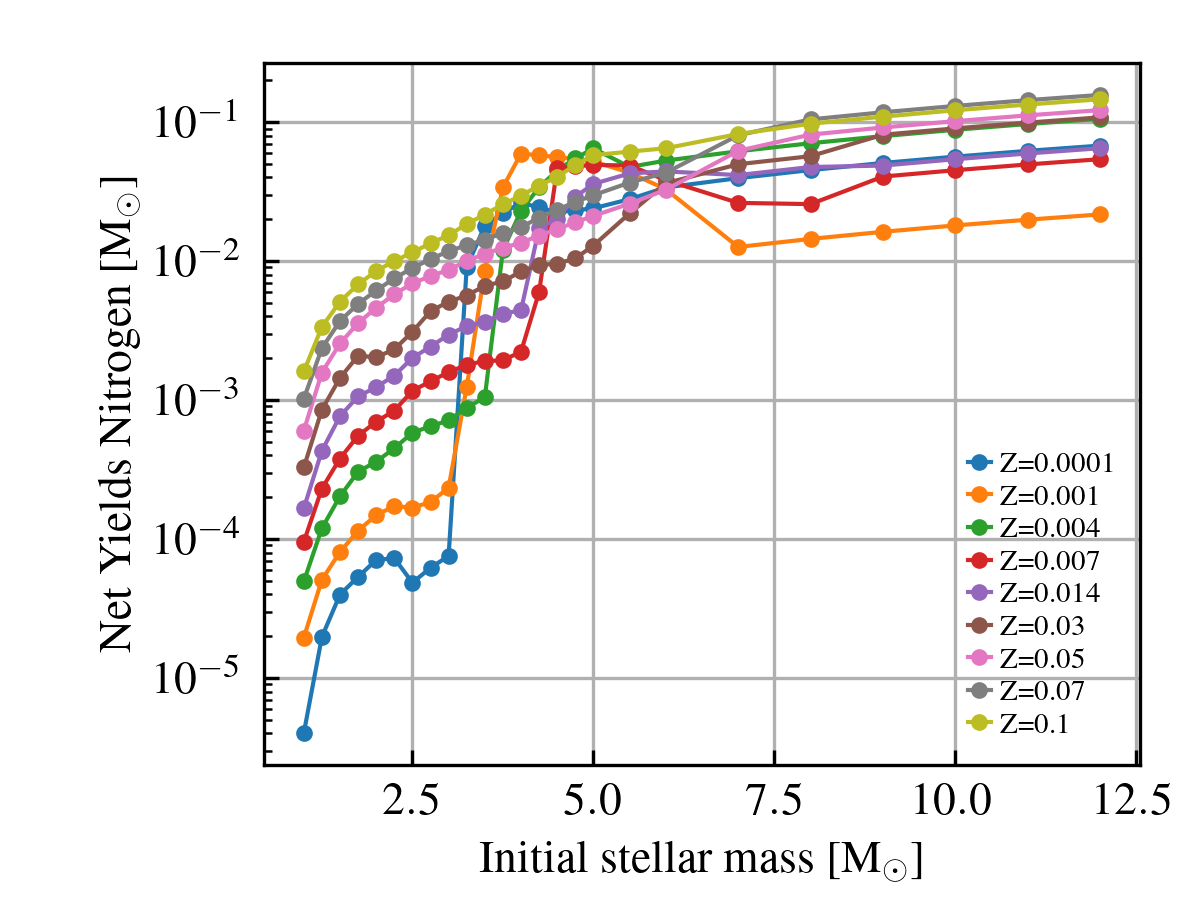 Net Yields Nitrogen [M⊙]
10⁻¹
10⁻²
10⁻³
10⁻⁴
10⁻⁵
Z=0.0001
Z=0.001
Z=0.004
Z=0.007
Z=0.014
Z=0.03
Z=0.05
Z=0.07
Z=0.1
2.5 5.0 7.5 10.0 12.5
Initial stellar mass [M⊙]